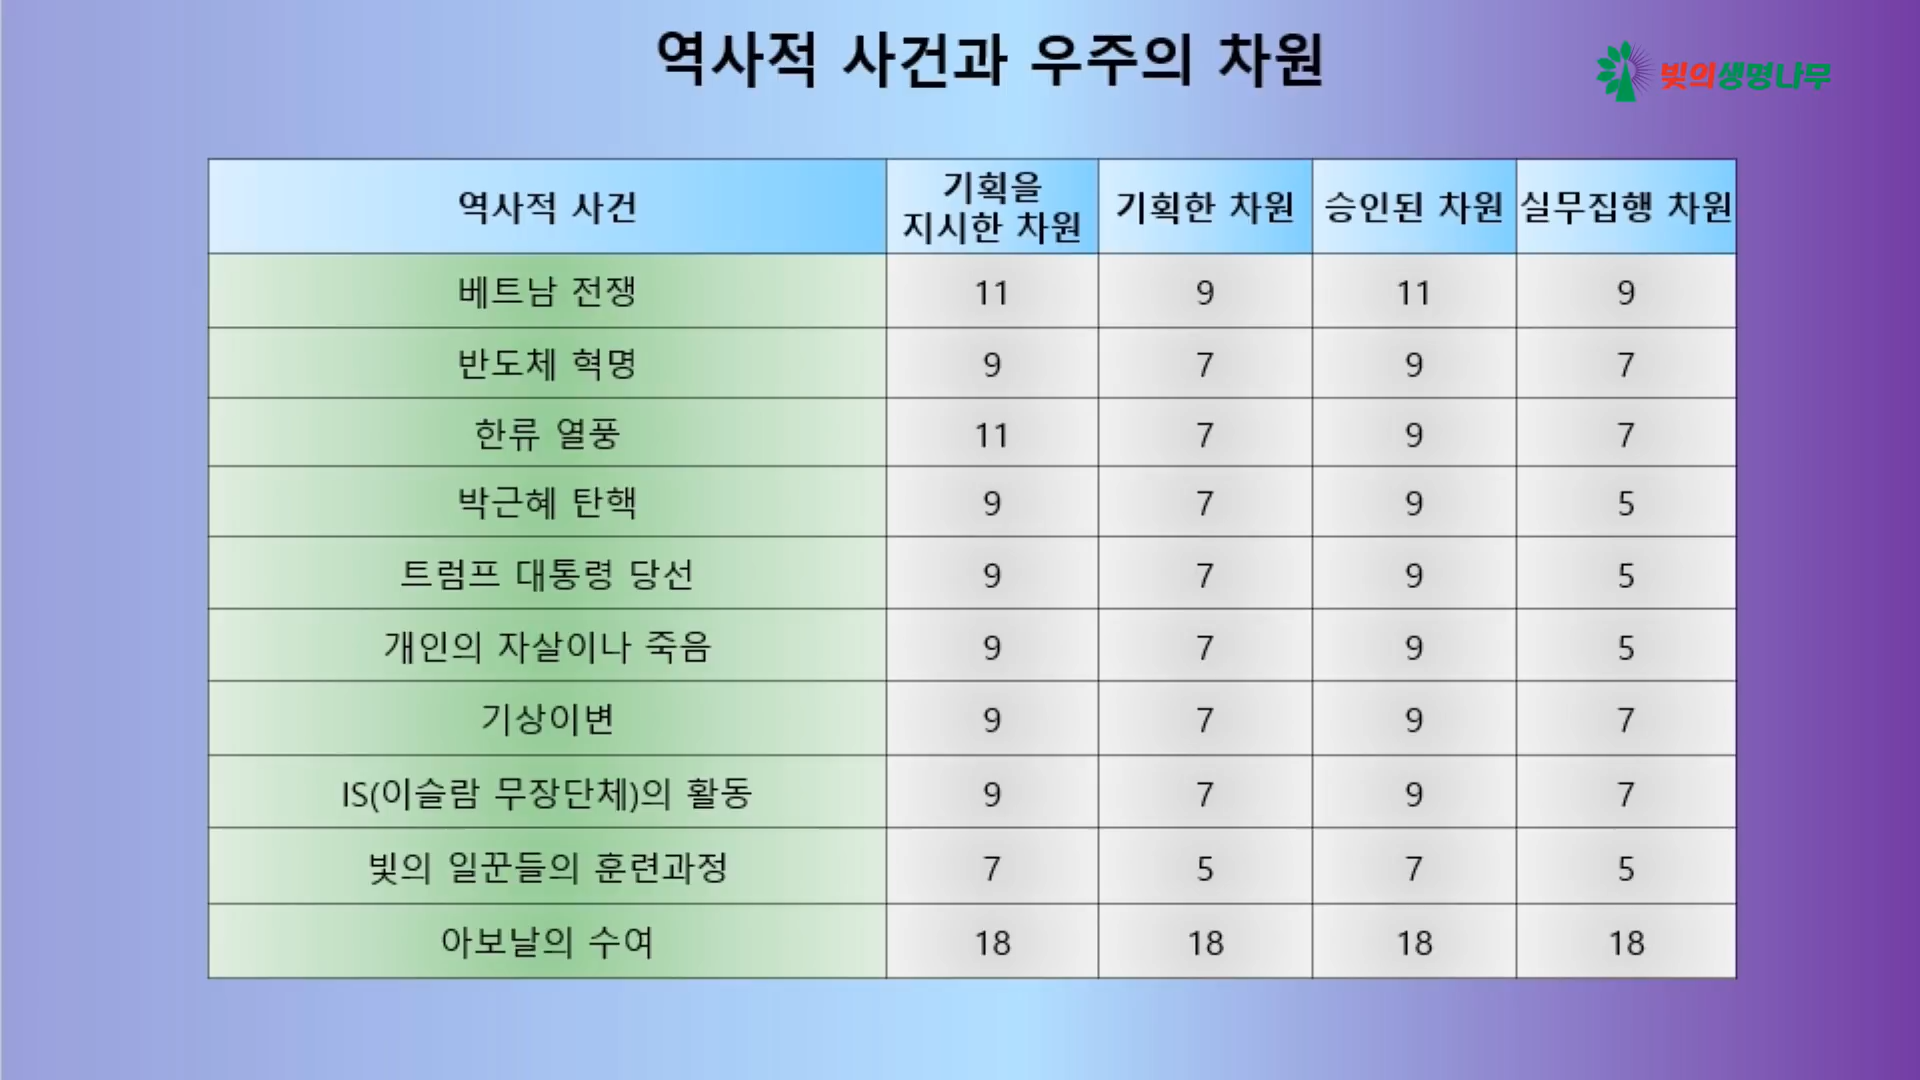 역사적 사건과 우주의 차원
빛의생명나무
역사적 사건 기획을 지시한 차원 기획한 차원 승인된 차원 실무집행 차원
베트남 전쟁 11 9 11 9
반도체 혁명 9 7 9 7
한류 열풍 11 7 9 7
박근혜 탄핵 9 7 9 5
트럼프 대통령 당선 9 7 9 5
개인의 자살이나 죽음 9 7 9 5
기상이변 9 7 9 7
IS(이슬람 무장단체)의 활동 9 7 9 7
빛의 일꾼들의 훈련과정 7 5 7 5
아보날의 수여 18 18 18 18